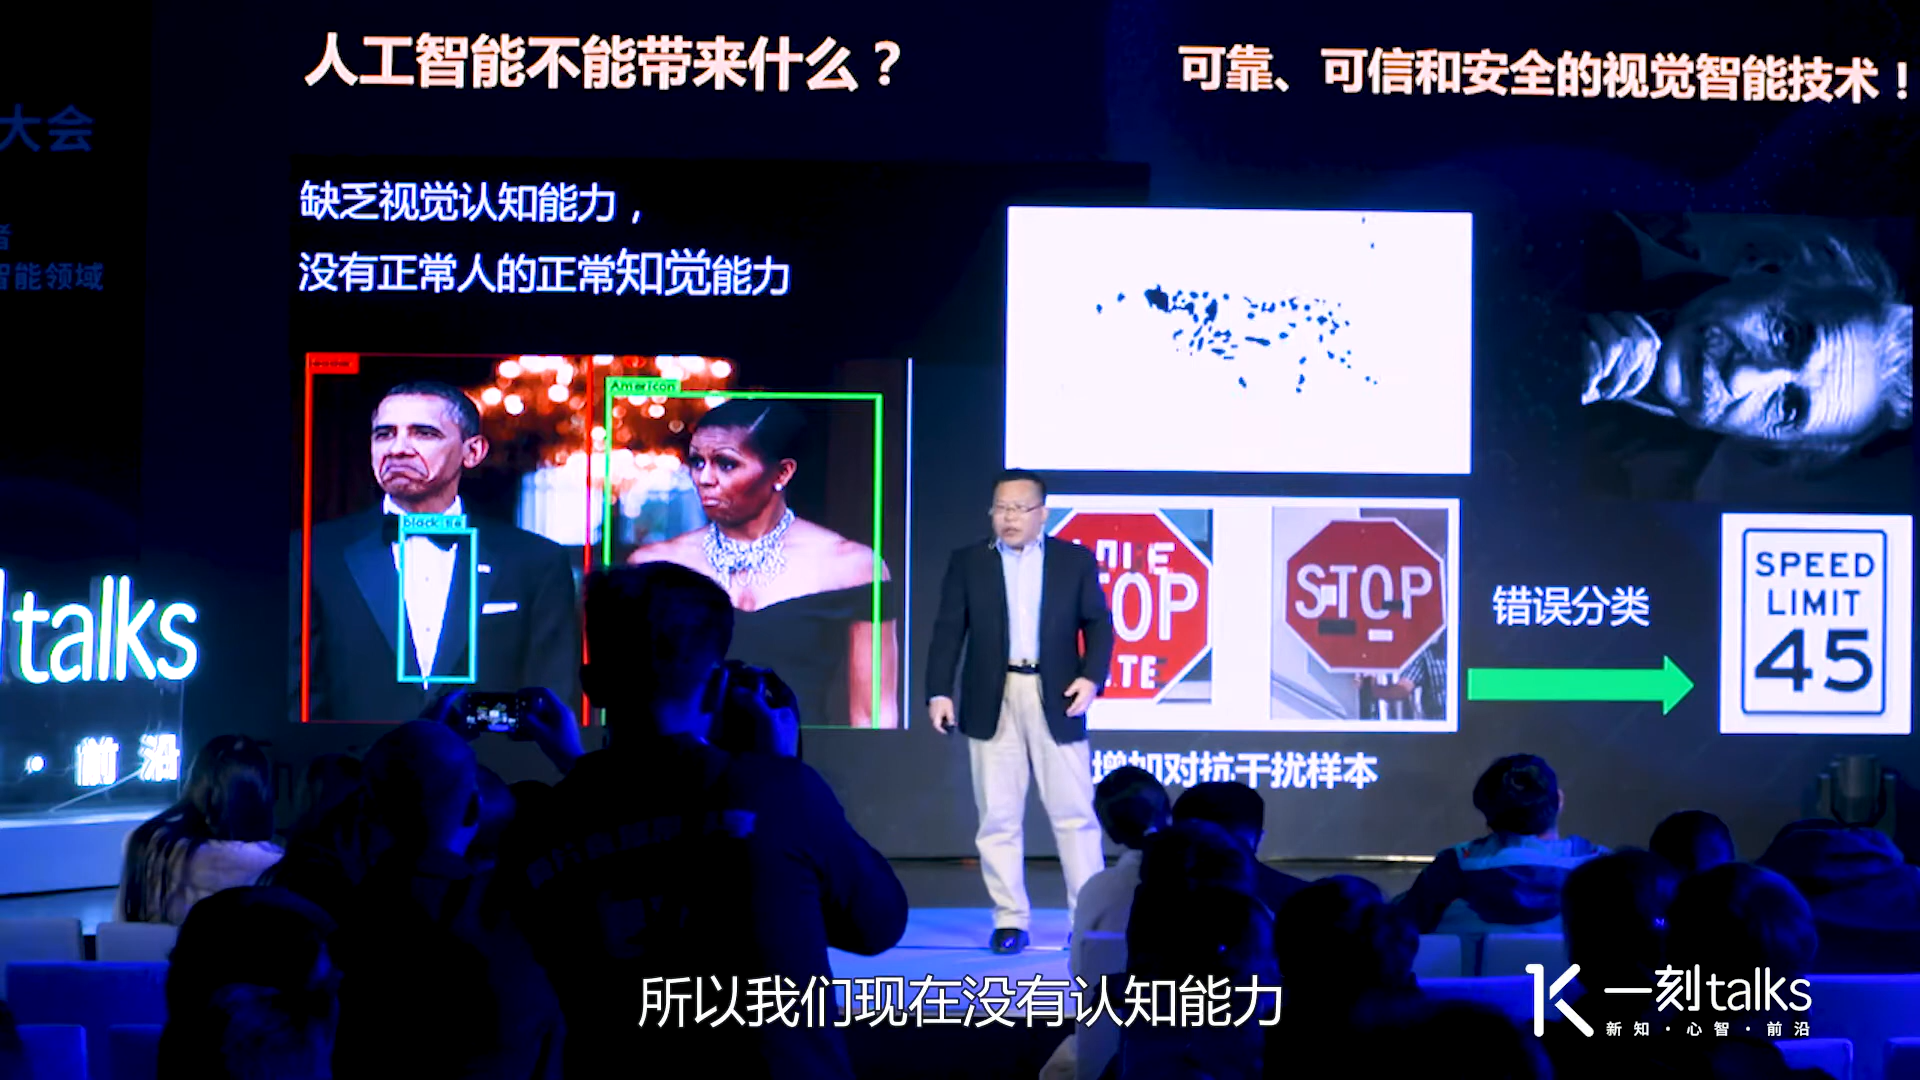 人工智能不能带来什么？
可靠、可信和安全的视觉智能技术！
大会
智能领域
缺乏视觉认知能力，
没有正常人的正常知觉能力
American
black tie
STOP
STOP
错误分类
SPEED
LIMIT
45
增加对抗干扰样本
talks
· 前 沿
所以我们现在没有认知能力
一刻talks
新知·心智·前沿